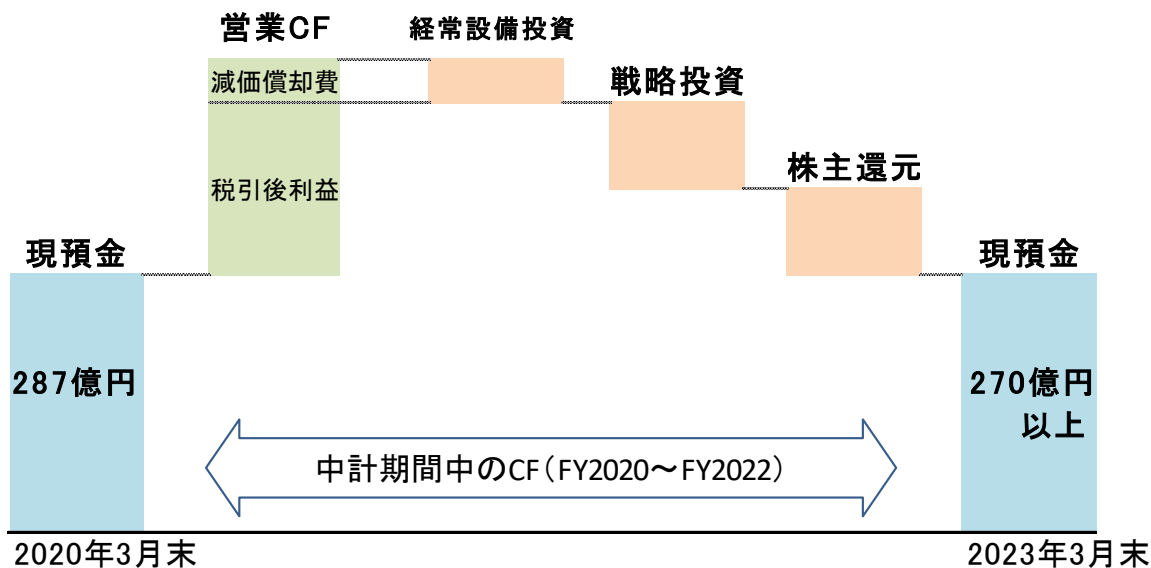 営業CF
経常設備投資
減価償却費
戦略投資
株主還元
税引後利益
現預金
現預金
287億円
270億円
以上
中計期間中のCF（FY2020～FY2022）
2020年3月末
2023年3月末